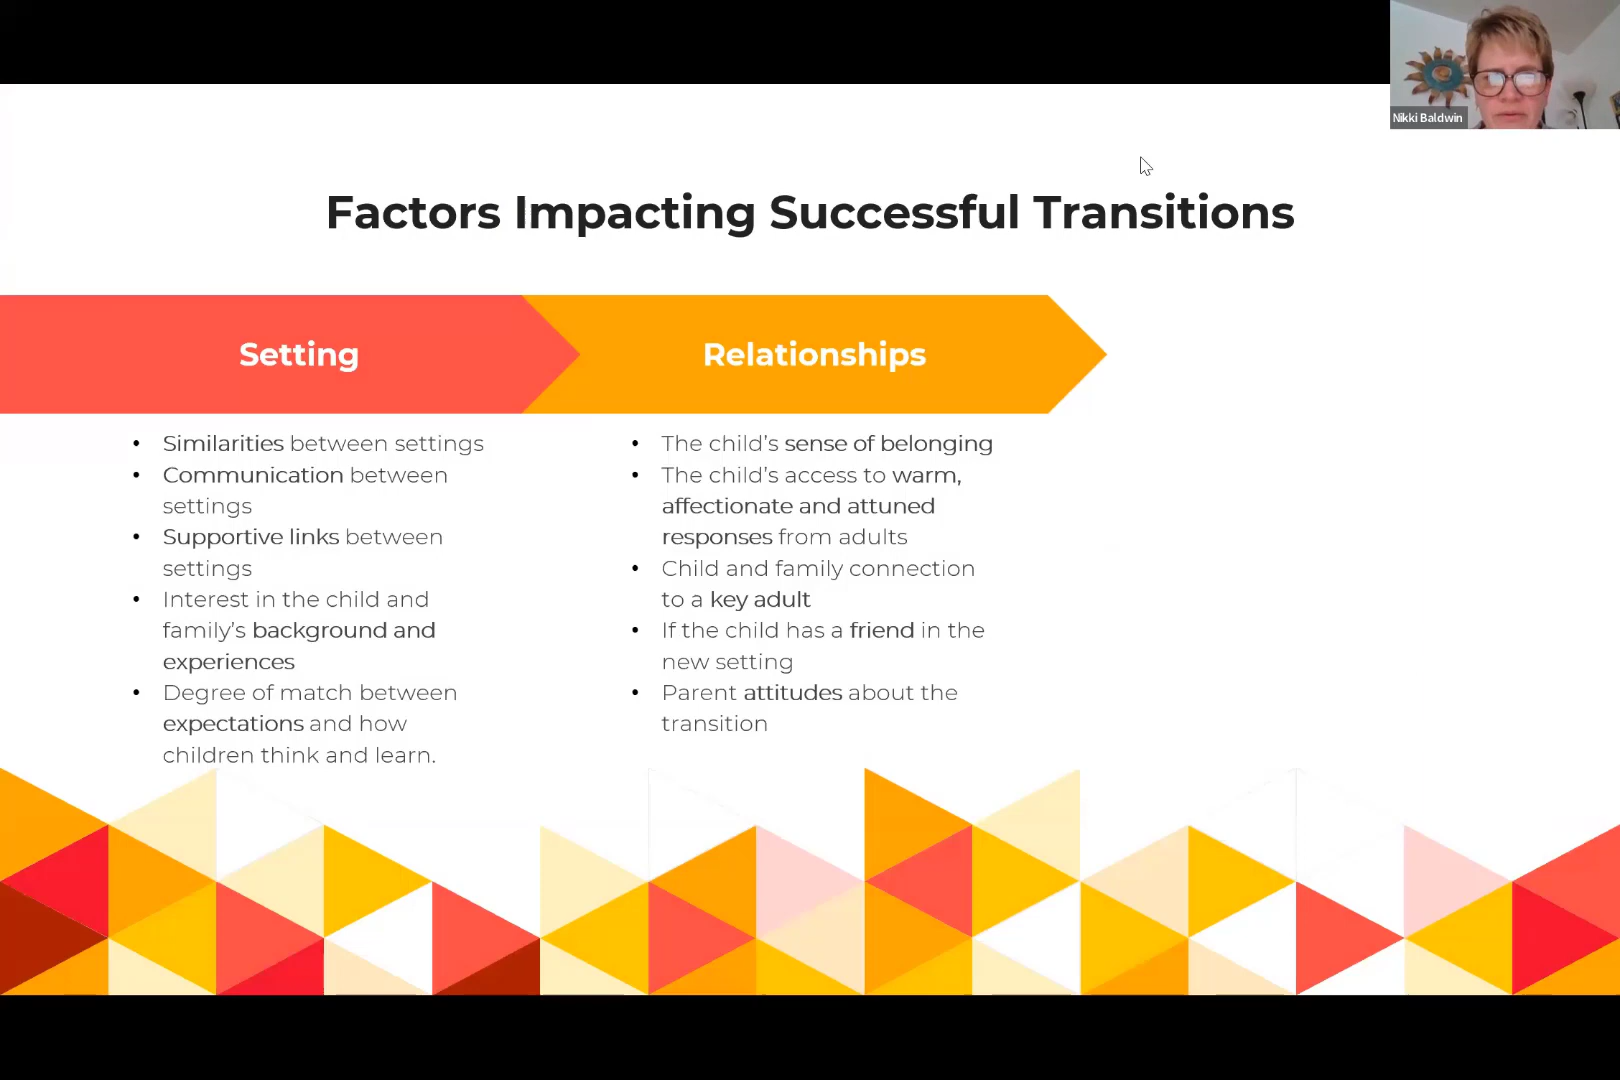 Nikki Baldwin
Factors Impacting Successful Transitions
Setting
• Similarities between settings
• Communication between
settings
• Supportive links between
settings
• Interest in the child and
family’s background and
experiences
• Degree of match between
expectations and how
children think and learn.
Relationships
• The child’s sense of belonging
• The child’s access to warm,
affectionate and attuned
responses from adults
• Child and family connection
to a key adult
• If the child has a friend in the
new setting
• Parent attitudes about the
transition